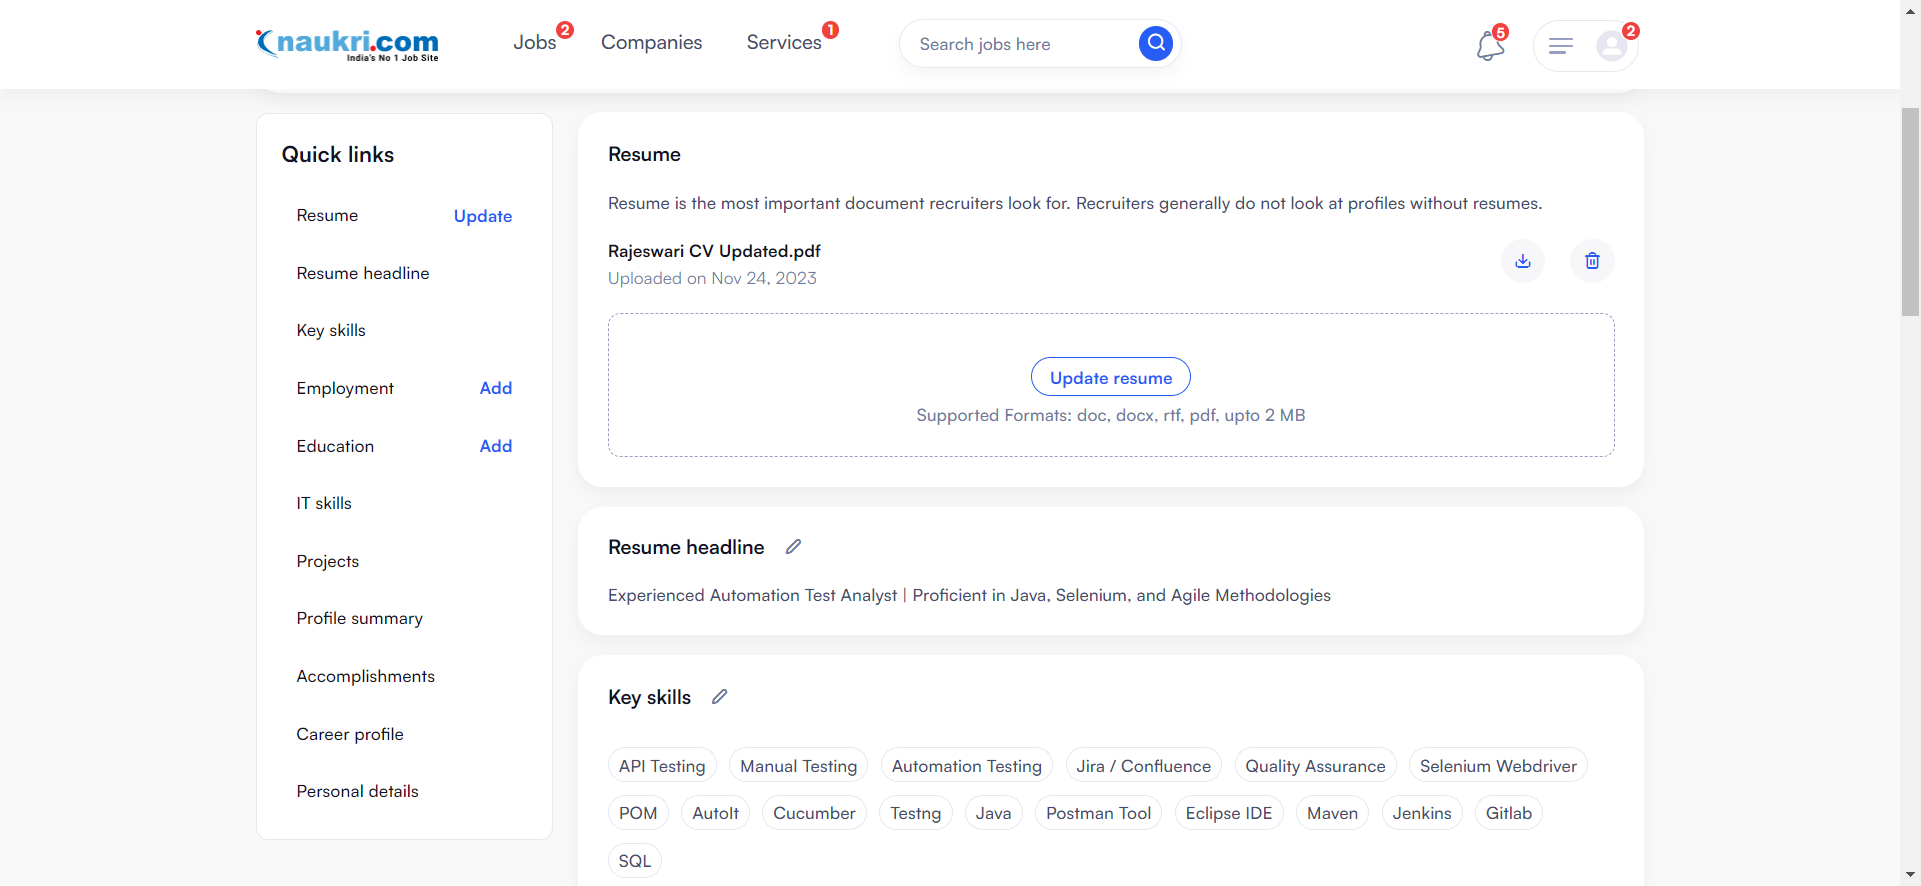 naukri.com
India's No 1 Job Site
Jobs 2
Companies
Services 1
Search jobs here
5
2
Quick links
Resume Update
Resume headline
Key skills
Employment Add
Education Add
IT skills
Projects
Profile summary
Accomplishments
Career profile
Personal details
Resume
Resume is the most important document recruiters look for. Recruiters generally do not look at profiles without resumes.
Rajeswari CV Updated.pdf
Uploaded on Nov 24, 2023
Update resume
Supported Formats: doc, docx, rtf, pdf, upto 2 MB
Resume headline
Experienced Automation Test Analyst | Proficient in Java, Selenium, and Agile Methodologies
Key skills
API Testing Manual Testing Automation Testing Jira / Confluence Quality Assurance Selenium Webdriver
POM AutoIt Cucumber Testng Java Postman Tool Eclipse IDE Maven Jenkins Gitlab
SQL